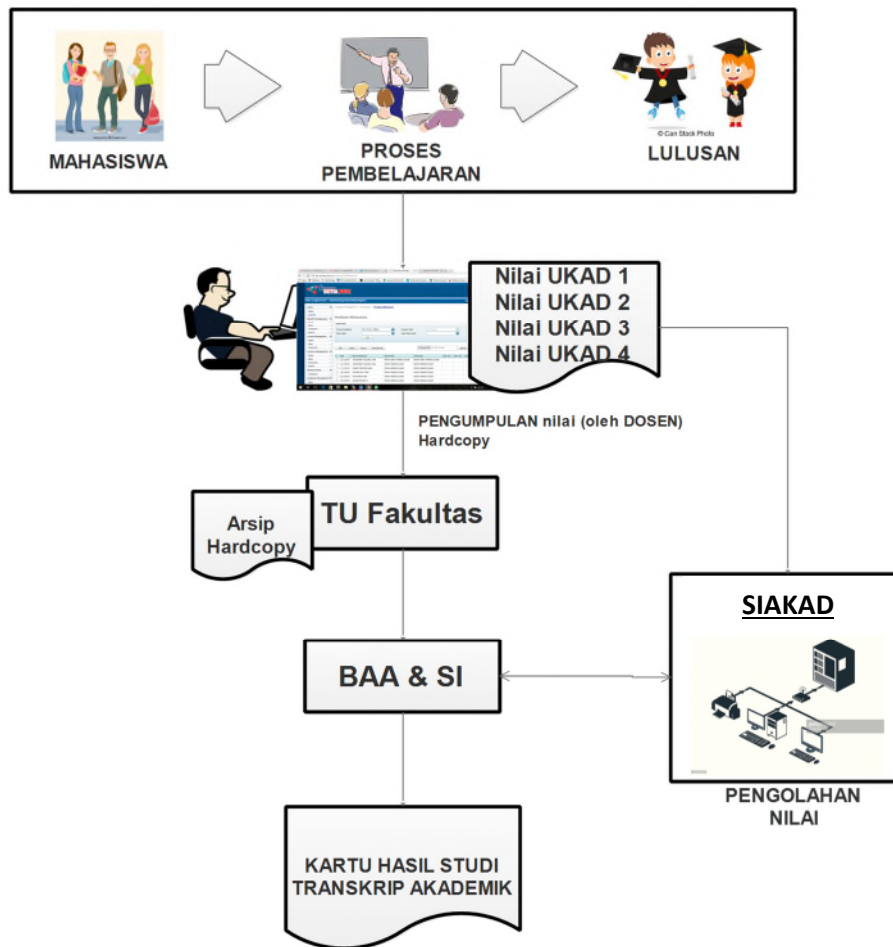 © Can Stock Photo
MAHASISWA
PROSES
PEMBELAJARAN
LULUSAN
Nilai UKAD 1
Nilai UKAD 2
Nilai UKAD 3
Nilai UKAD 4
PENGUMPULAN nilai (oleh DOSEN)
Hardcopy
Arsip
Hardcopy
TU Fakultas
SIAKAD
BAA & SI
PENGOLAHAN
NILAI
KARTU HASIL STUDI
TRANSKRIP AKADEMIK